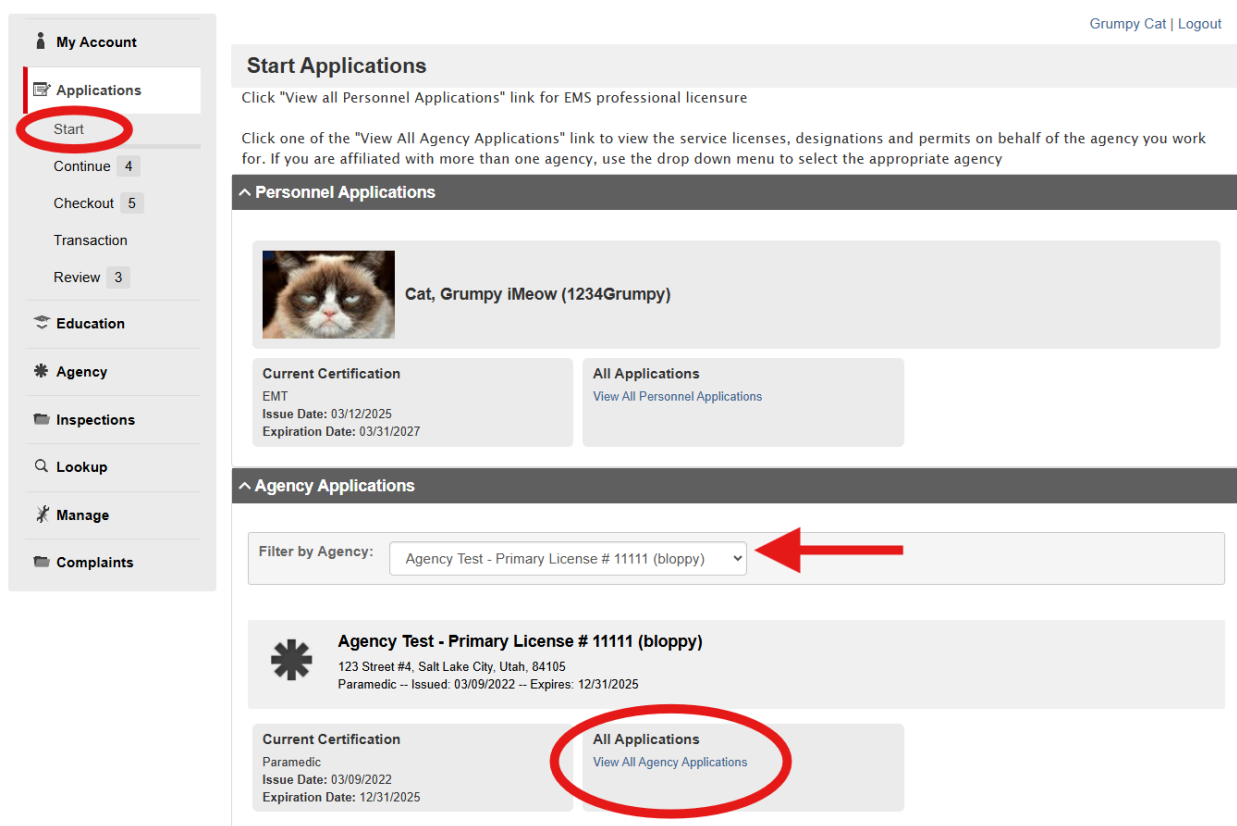 Grumpy Cat | Logout
My Account
Applications
Start
Continue 4
Checkout 5
Transaction
Review 3
Education
Agency
Inspections
Lookup
Manage
Complaints
Start Applications
Click "View all Personnel Applications" link for EMS professional licensure
Click one of the "View All Agency Applications" link to view the service licenses, designations and permits on behalf of the agency you work
for. If you are affiliated with more than one agency, use the drop down menu to select the appropriate agency
Personnel Applications
Cat, Grumpy iMeow (1234Grumpy)
Current Certification
EMT
Issue Date: 03/12/2025
Expiration Date: 03/31/2027
All Applications
View All Personnel Applications
Agency Applications
Filter by Agency:
Agency Test - Primary License # 11111 (bloppy)
Agency Test - Primary License # 11111 (bloppy)
123 Street #4, Salt Lake City, Utah, 84105
Paramedic -- Issued: 03/09/2022 -- Expires: 12/31/2025
Current Certification
Paramedic
Issue Date: 03/09/2022
Expiration Date: 12/31/2025
All Applications
View All Agency Applications